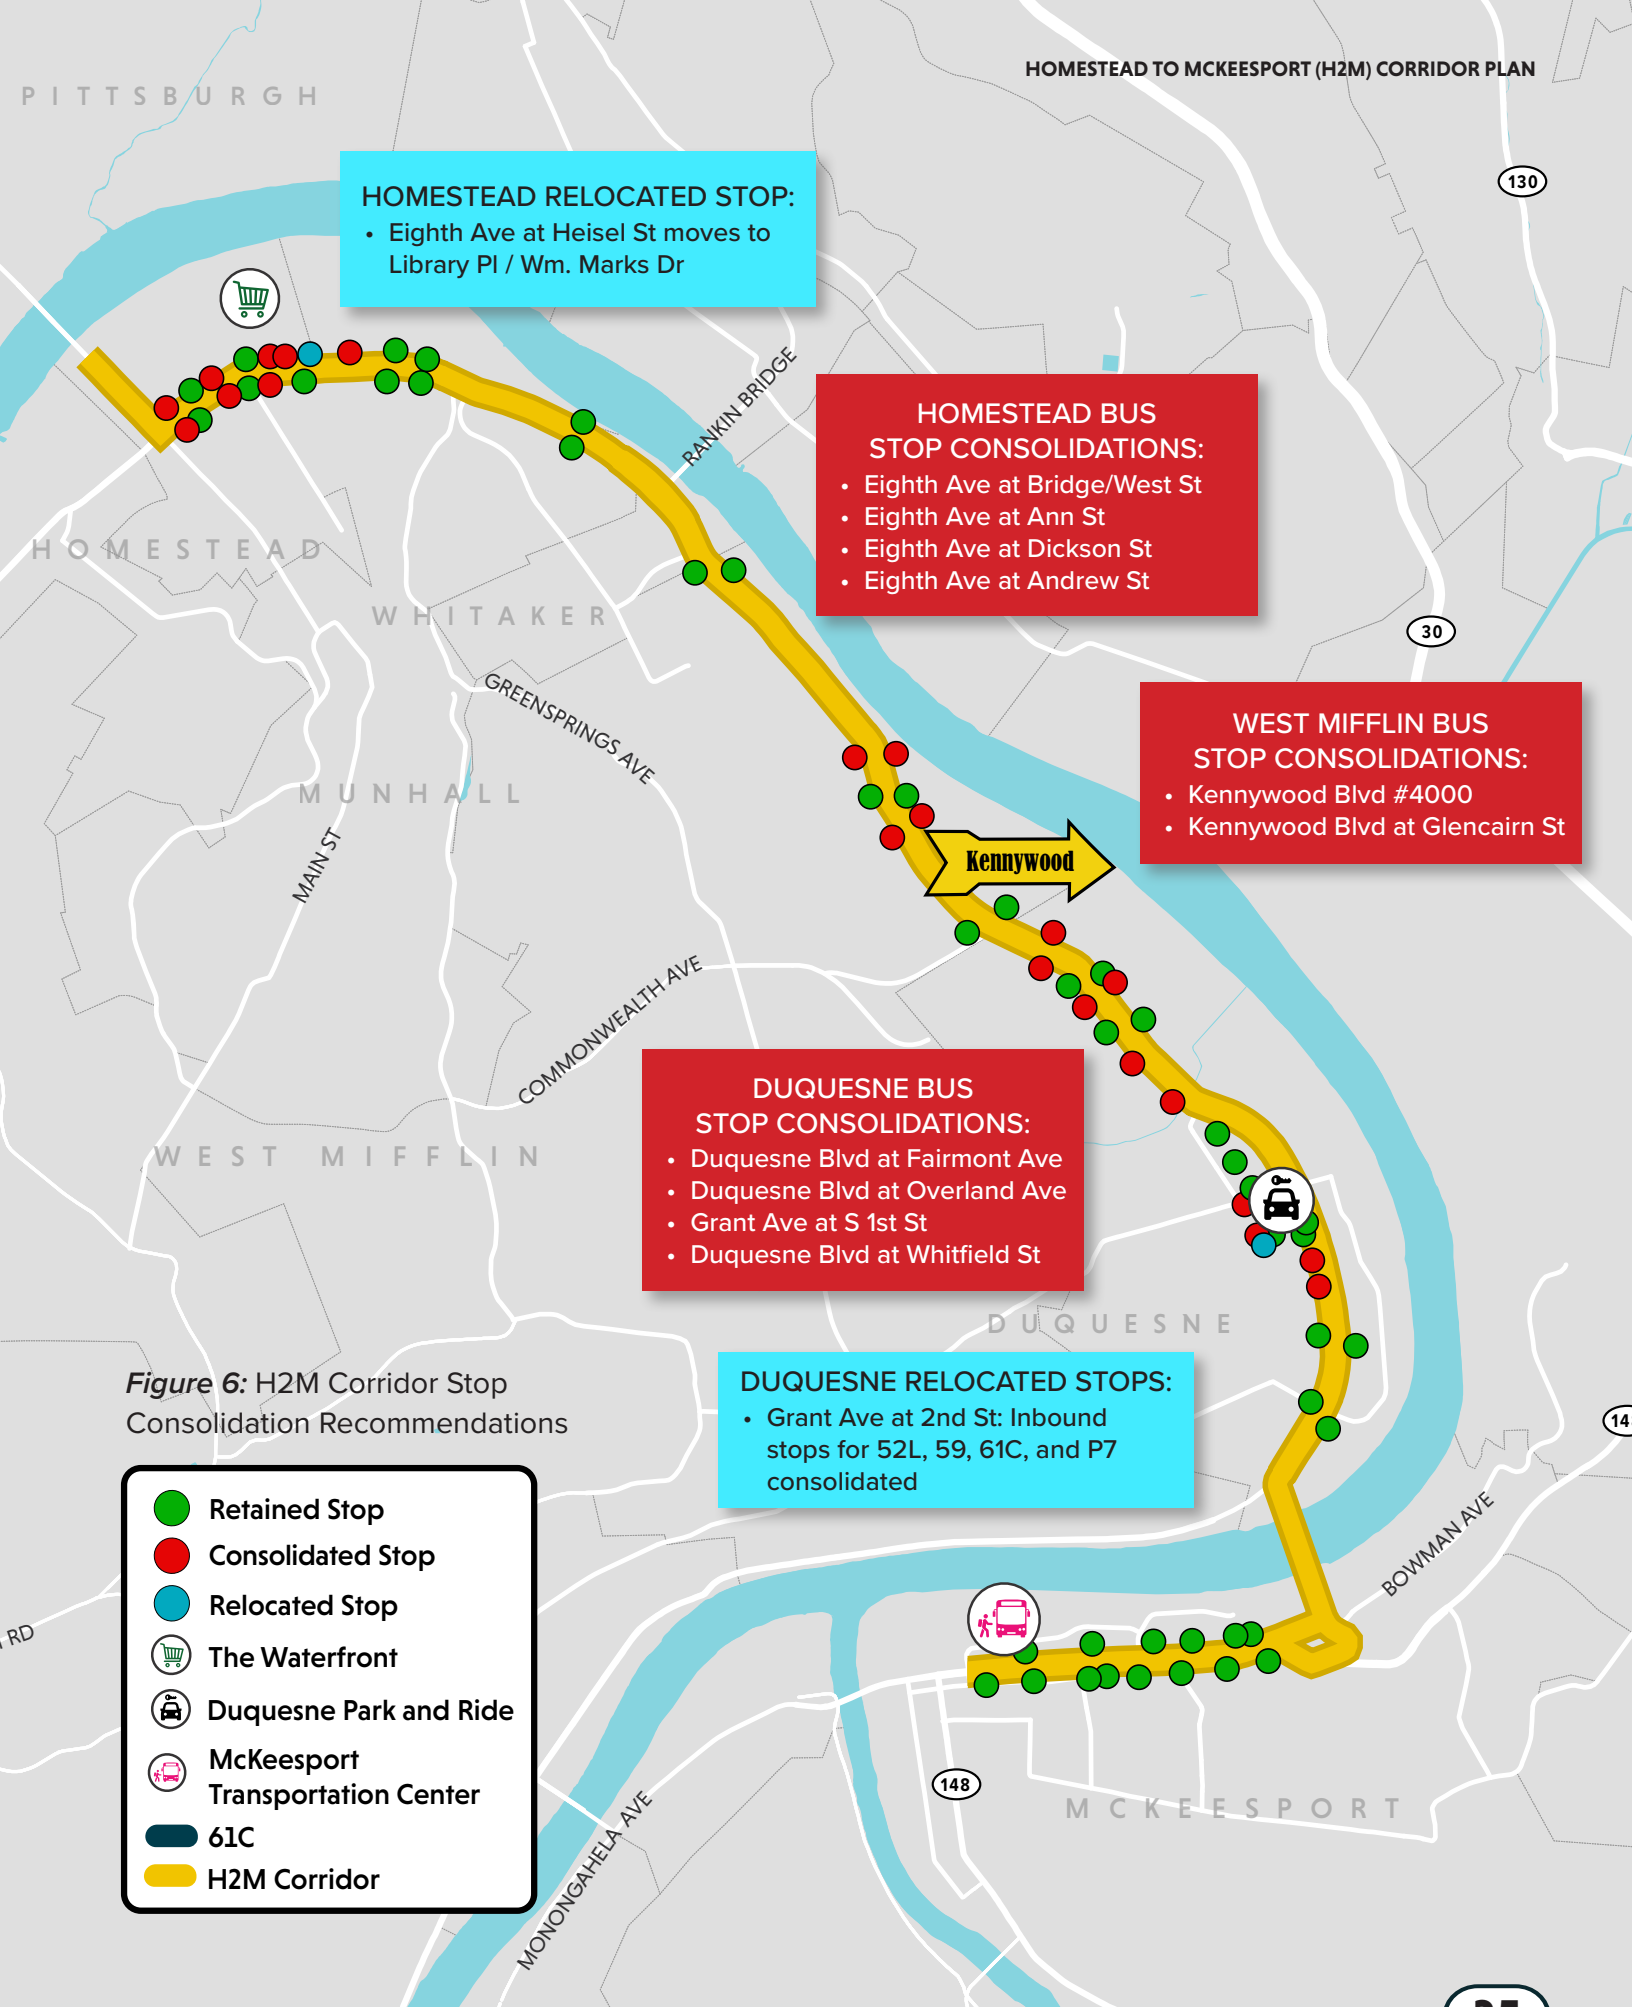 HOMESTEAD TO MCKEESPORT (H2M) CORRIDOR PLAN
PITTSBURGH
130
HOMESTEAD RELOCATED STOP:
• Eighth Ave at Heisel St moves to
Library Pl / Wm. Marks Dr
RANKIN BRIDGE
HOMESTEAD BUS
STOP CONSOLIDATIONS:
• Eighth Ave at Bridge/West St
• Eighth Ave at Ann St
• Eighth Ave at Dickson St
• Eighth Ave at Andrew St
HOMESTEAD
WHITAKER
30
GREENSPRINGS AVE
WEST MIFFLIN BUS
STOP CONSOLIDATIONS:
• Kennywood Blvd #4000
• Kennywood Blvd at Glencairn St
MUNHALL
MAIN ST
Kennywood
COMMONWEALTH AVE
DUQUESNE BUS
STOP CONSOLIDATIONS:
• Duquesne Blvd at Fairmont Ave
• Duquesne Blvd at Overland Ave
• Grant Ave at S 1st St
• Duquesne Blvd at Whitfield St
WEST MIFFLIN
DUQUESNE
DUQUESNE RELOCATED STOPS:
• Grant Ave at 2nd St: Inbound
stops for 52L, 59, 61C, and P7
consolidated
Figure 6: H2M Corridor Stop
Consolidation Recommendations
Retained Stop
Consolidated Stop
Relocated Stop
The Waterfront
Duquesne Park and Ride
McKeesport
Transportation Center
61C
H2M Corridor
RD
14
BOWMAN AVE
148
MCKEESPORT
MONONGAHELA AVE